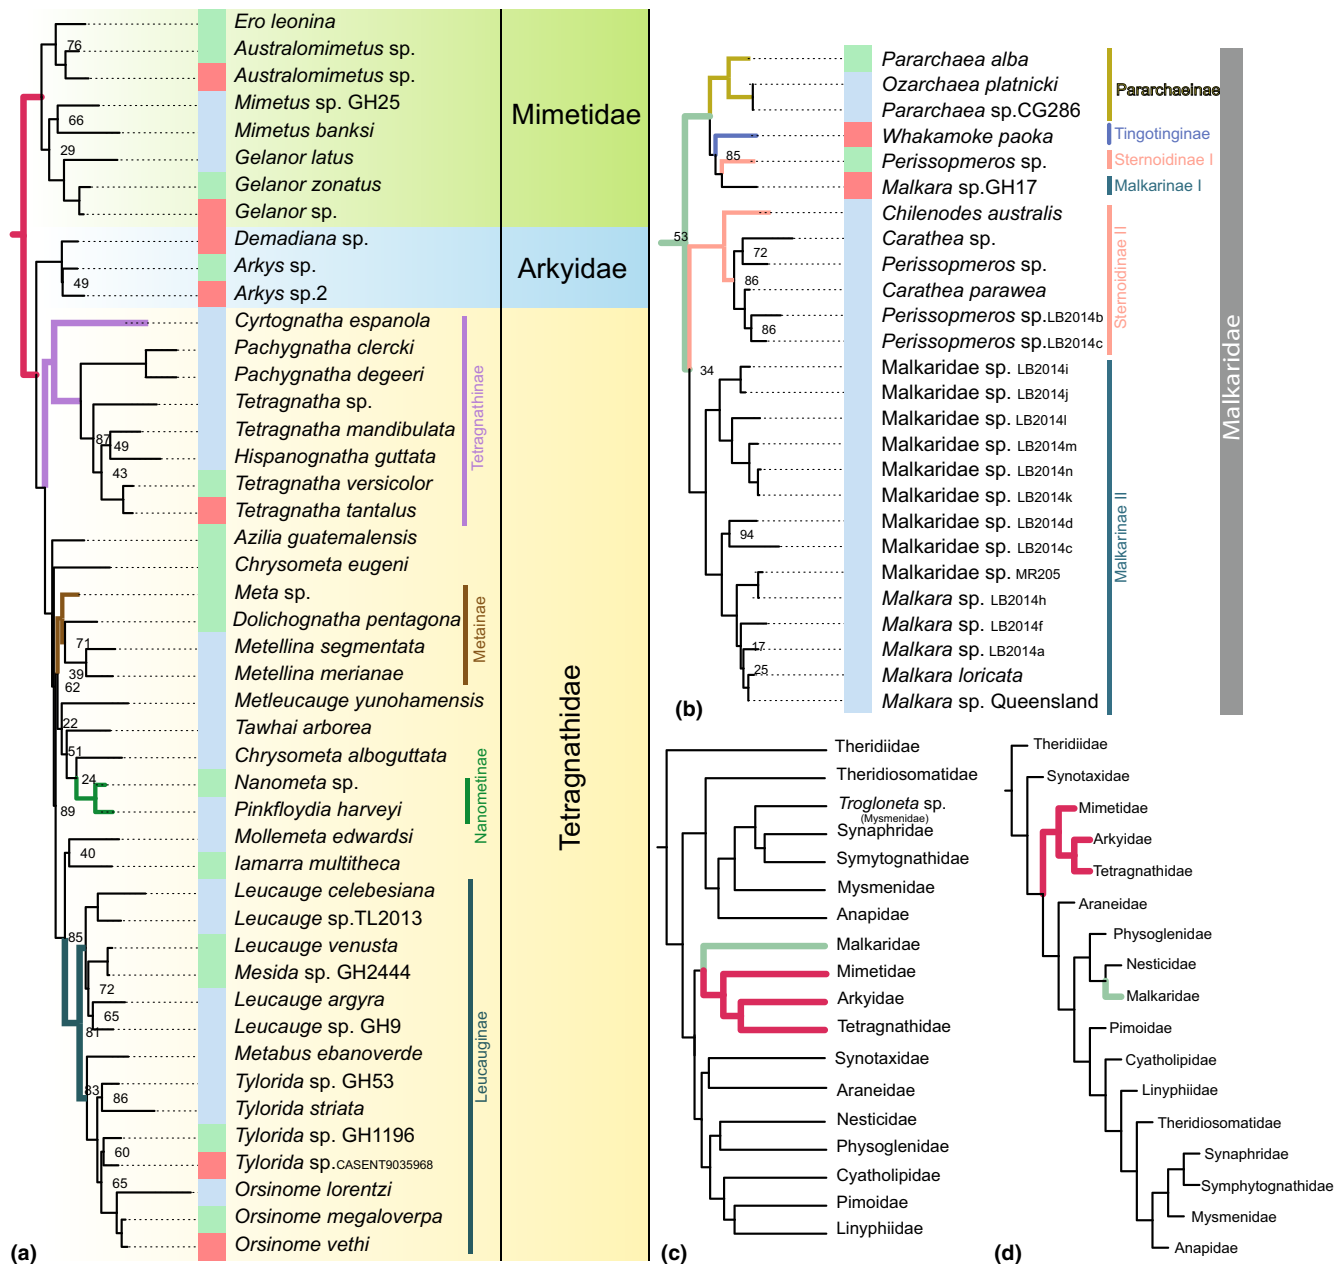 Ero leonina
76
Australomimetus sp.
Australomimetus sp.
Mimetus sp. GH25
66
Mimetus banksi
29
Gelanor latus
Gelanor zonatus
Gelanor sp.
Mimetidae
Demadiana sp.
Arkys sp.
49
Arkys sp.2
Arkyidae
Cyrtognatha espanola
Pachygnatha clercki
Pachygnatha degeeri
Tetragnatha sp.
87
49
Tetragnatha mandibulata
Hispanognatha guttata
43
Tetragnatha versicolor
Tetragnatha tantalus
Tetragnathinae
Azilia guatemalensis
Chrysometa eugeni
Meta sp.
Dolichognatha pentagona
71
Metellina segmentata
39
Metellina merianae
62
Metainae
Metleucauge yunohamensis
22
Tawhai arborea
51
Chrysometa alboguttata
24
Nanometa sp.
89
Pinkfloydia harveyi
Nanometinae
Mollemeta edwardsi
40
Iamarra multitheca
Leucauge celebesiana
Leucauge sp.TL2013
85
Leucauge venusta
Mesida sp. GH2444
72
Leucauge argyra
65
Leucauge sp. GH9
81
Metabus ebanoverde
83
Tylorida sp. GH53
86
Tylorida striata
Tylorida sp. GH1196
60
Tylorida sp.CASENT9035968
65
Orsinome lorentzi
Orsinome megaloverpa
Orsinome vethi
Leucauginae
Tetragnathidae
(a)
Pararchaea alba
Ozarchaea platnicki
Pararchaea sp.CG286
Pararchaeinae
Whakamoke paoka
Tingotinginae
85
Perissopmeros sp.
Sternoidinae I
Malkara sp.GH17
Malkarinae I
53
Chilenodes australis
Carathea sp.
72
Perissopmeros sp.
86
Carathea parawea
Perissopmeros sp.LB2014b
86
Perissopmeros sp.LB2014c
Sternoidinae II
34
Malkaridae sp. LB2014i
Malkaridae sp. LB2014j
Malkaridae sp. LB2014l
Malkaridae sp. LB2014m
Malkaridae sp. LB2014n
Malkaridae sp. LB2014k
Malkaridae sp. LB2014d
94
Malkaridae sp. LB2014c
Malkaridae sp. MR205
Malkara sp. LB2014h
Malkara sp. LB2014f
17
Malkara sp. LB2014a
25
Malkara loricata
Malkara sp. Queensland
Malkarinae II
Malkaridae
(b)
Theridiidae
Theridiosomatidae
Trogloneta sp.
(Mysmenidae)
Synaphridae
Symytognathidae
Mysmenidae
Anapidae
Malkaridae
Mimetidae
Arkyidae
Tetragnathidae
Synotaxidae
Araneidae
Nesticidae
Physoglenidae
Cyatholipidae
Pimoidae
Linyphiidae
(c)
Theridiidae
Synotaxidae
Mimetidae
Arkyidae
Tetragnathidae
Araneidae
Physoglenidae
Nesticidae
Malkaridae
Pimoidae
Cyatholipidae
Linyphiidae
Theridiosomatidae
Synaphridae
Symphytognathidae
Mysmenidae
Anapidae
(d)